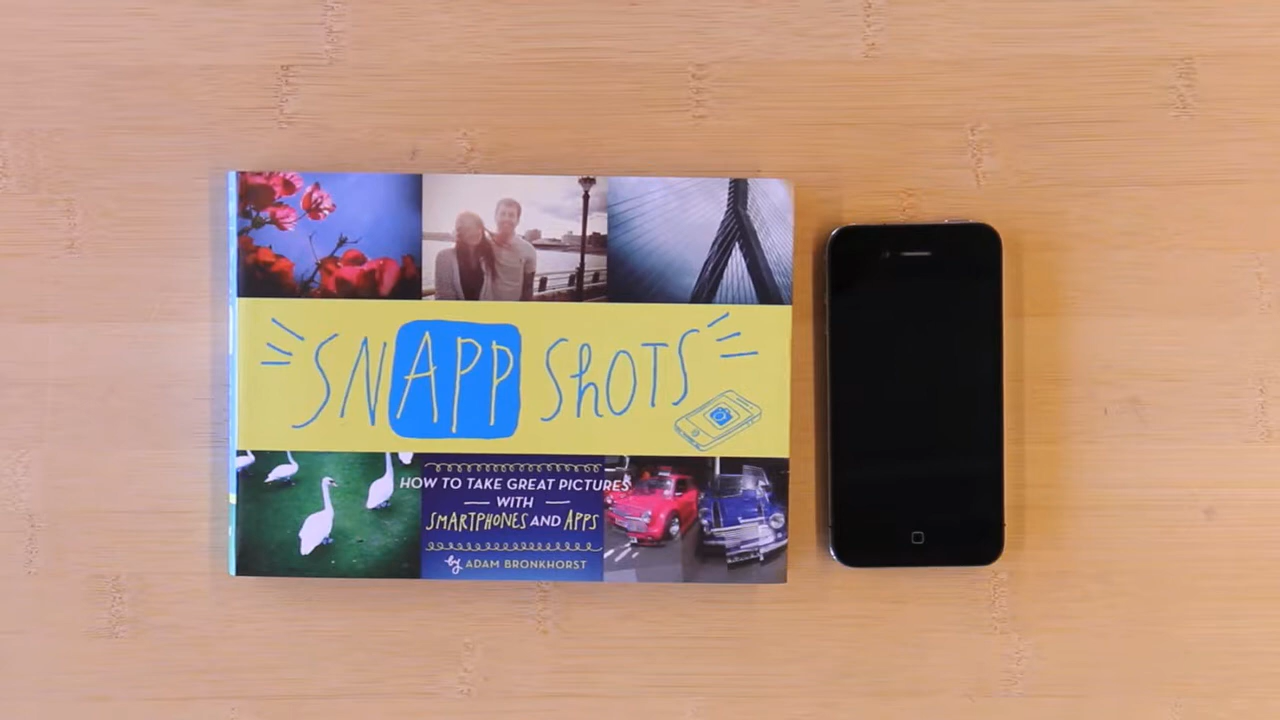 SNAPP ShOTS
HOW TO TAKE GREAT PICTURES
WITH
SMARTPHONES AND APPS
by ADAM BRONKHORST